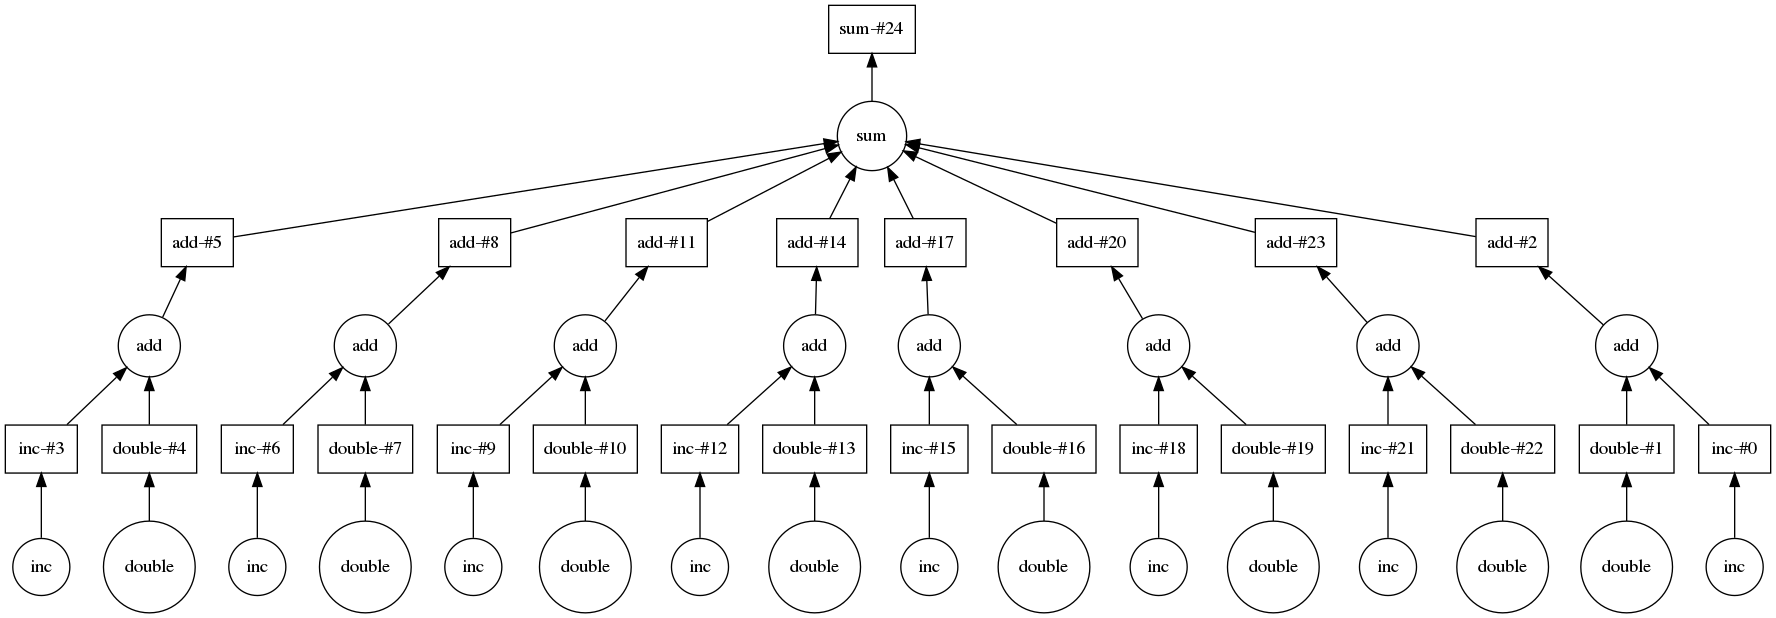 sum-#24
sum
add-#5
add-#8
add-#11
add-#14
add-#17
add-#20
add-#23
add-#2
add
add
add
add
add
add
add
add
inc-#3
double-#4
inc-#6
double-#7
inc-#9
double-#10
inc-#12
double-#13
inc-#15
double-#16
inc-#18
double-#19
inc-#21
double-#22
double-#1
inc-#0
inc
double
inc
double
inc
double
inc
double
inc
double
inc
double
inc
double
double
inc